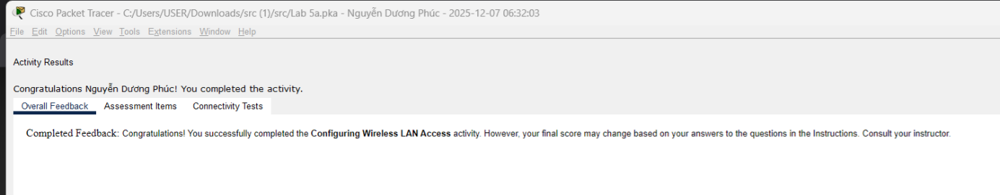 Cisco Packet Tracer - C:/Users/USER/Downloads/src (1)/src/Lab 5a.pka - Nguyễn Dương Phúc - 2025-12-07 06:32:03
File Edit Options View Tools Extensions Window Help
Activity Results
Congratulations Nguyễn Dương Phúc! You completed the activity.
Overall Feedback Assessment Items Connectivity Tests
Completed Feedback: Congratulations! You successfully completed the Configuring Wireless LAN Access activity. However, your final score may change based on your answers to the questions in the Instructions. Consult your instructor.